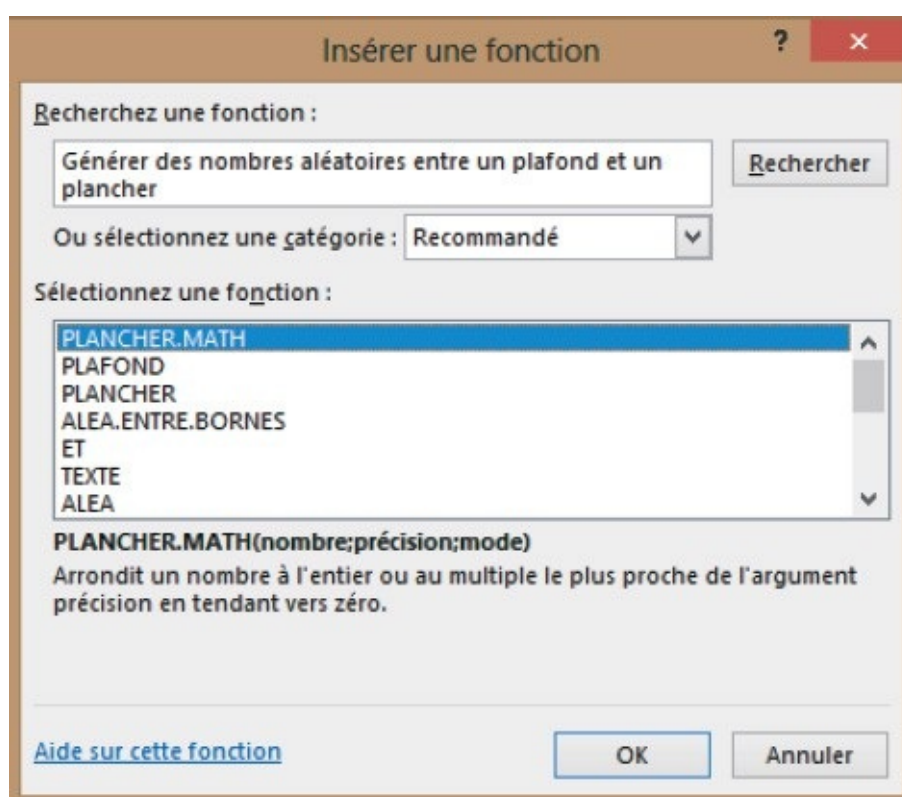 Insérer une fonction
? ×
Recherchez une fonction :
Générer des nombres aléatoires entre un plafond et un
plancher
Rechercher
Ou sélectionnez une catégorie : Recommandé
Sélectionnez une fonction :
PLANCHER.MATH
PLAFOND
PLANCHER
ALEA.ENTRE.BORNES
ET
TEXTE
ALEA
PLANCHER.MATH(nombre;précision;mode)
Arrondit un nombre à l'entier ou au multiple le plus proche de l'argument
précision en tendant vers zéro.
Aide sur cette fonction
OK
Annuler